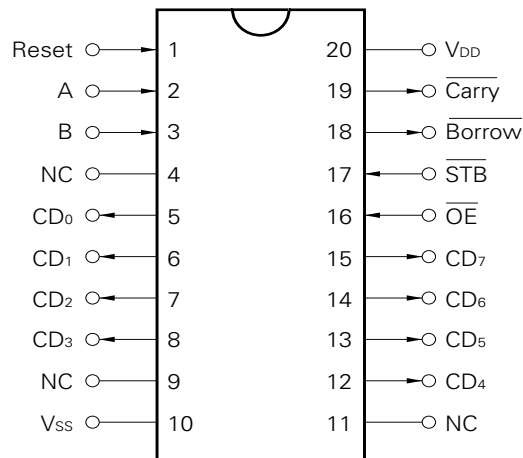 Reset 1 20 VDD
A 2 19 Carry
B 3 18 Borrow
NC 4 17 STB
CD0 5 16 OE
CD1 6 15 CD7
CD2 7 14 CD6
CD3 8 13 CD5
NC 9 12 CD4
VSS 10 11 NC